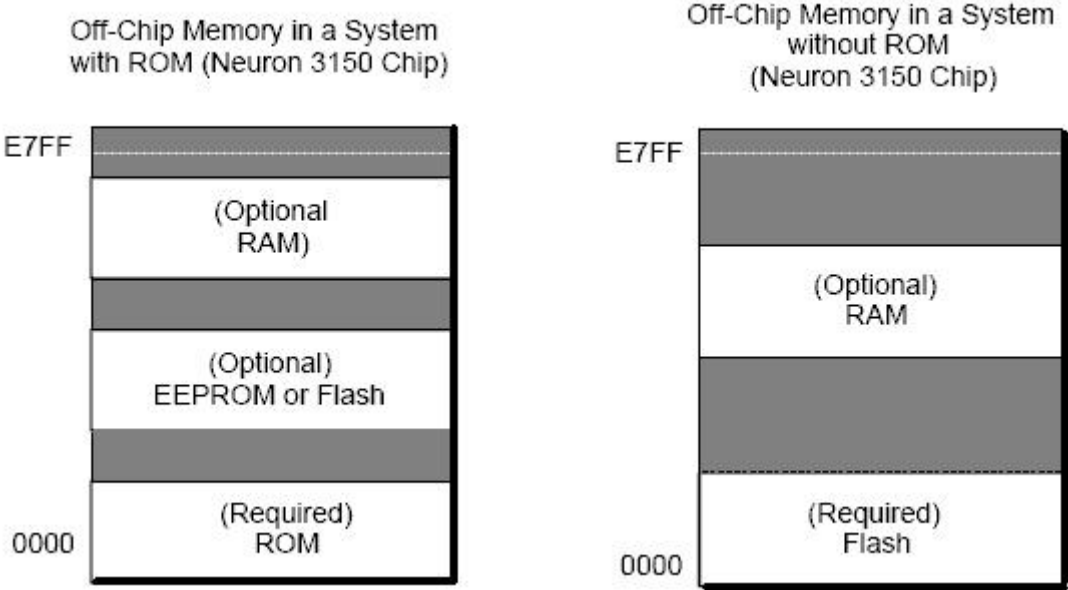 Off-Chip Memory in a System
with ROM (Neuron 3150 Chip)
E7FF
(Optional
RAM)
(Optional)
EEPROM or Flash
(Required)
ROM
0000
Off-Chip Memory in a System
without ROM
(Neuron 3150 Chip)
E7FF
(Optional)
RAM
(Required)
Flash
0000